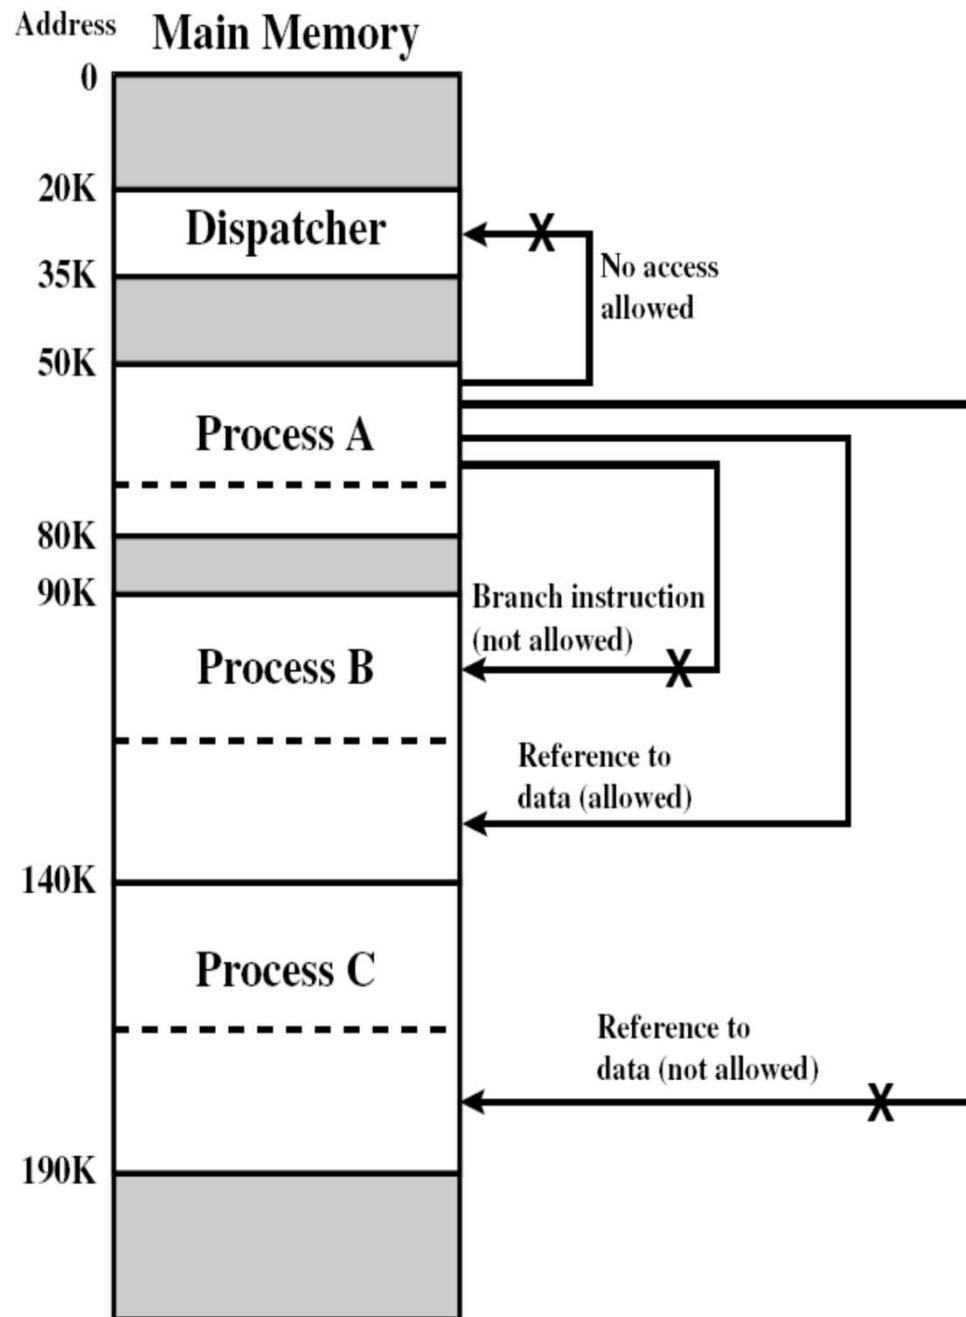 Address
Main Memory
0
20K
Dispatcher
X
No access
allowed
35K
50K
Process A
80K
90K
Branch instruction
(not allowed)
X
Process B
Reference to
data (allowed)
140K
Process C
Reference to
data (not allowed)
X
190K